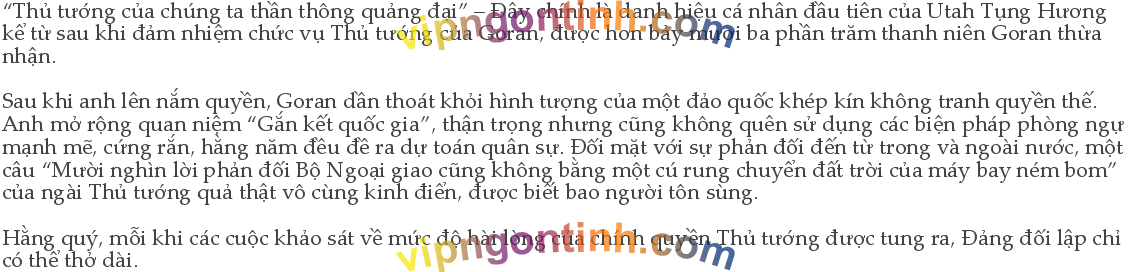 “Thủ tướng của chúng ta thần thông quảng đại” – Đây chính là danh hiệu cá nhân đầu tiên của Utah Tụng Hương
kể từ sau khi đảm nhiệm chức vụ Thủ tướng của Goran, được hơn bảy mươi ba phần trăm thanh niên Goran thừa
nhận.
Sau khi anh lên nắm quyền, Goran dần thoát khỏi hình tượng của một đảo quốc khép kín không tranh quyền thế.
Anh mở rộng quan niệm “Gắn kết quốc gia”, thận trọng nhưng cũng không quên sử dụng các biện pháp phòng ngự
mạnh mẽ, cứng rắn, hằng năm đều đề ra dự toán quân sự. Đối mặt với sự phản đối đến từ trong và ngoài nước, một
câu “Mười nghìn lời phản đối Bộ Ngoại giao cũng không bằng một cú rung chuyển đất trời của máy bay ném bom”
của ngài Thủ tướng quả thật vô cùng kinh điển, được biết bao người tôn sùng.
Hằng quý, mỗi khi các cuộc khảo sát về mức độ hài lòng của chính quyền Thủ tướng được tung ra, Đảng đối lập chỉ
có thể thở dài.
vipngontinh.com
vipngontinh.com